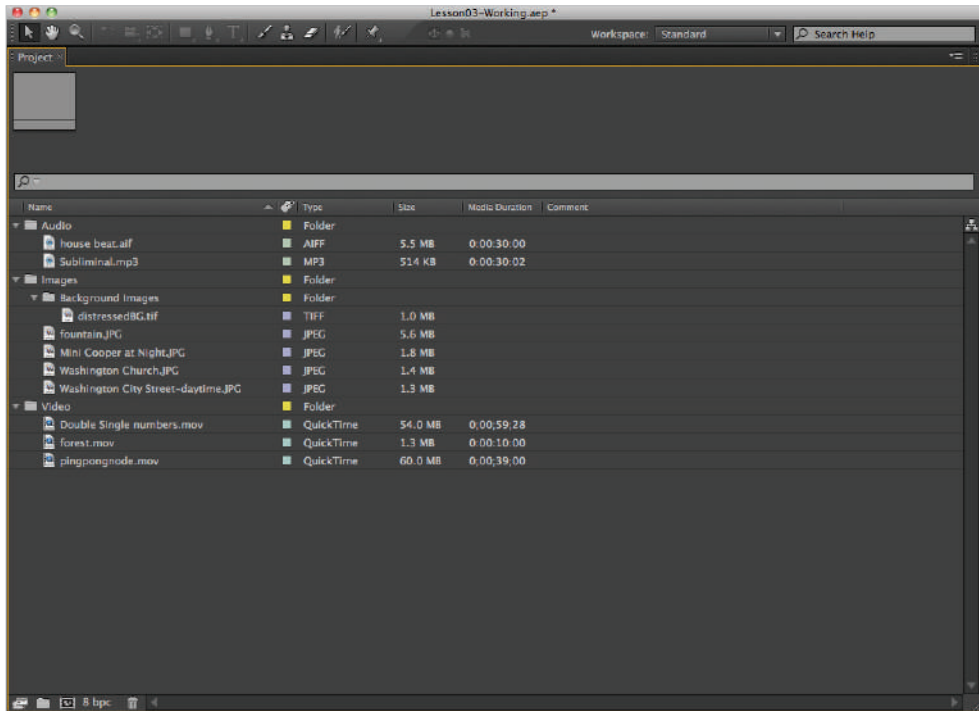 Lesson03-Working.aep *
T
Workspace: Standard
Search Help
Project
Name Type Size Media Duration Comment
Audio Folder
house beat.aif AIFF 5.5 MB 0:00:30:00
Subliminal.mp3 MP3 514 KB 0:00:30:02
Images Folder
Background Images Folder
distressedBG.tif TIFF 1.0 MB
fountain.JPG JPEG 5.6 MB
Mini Cooper at Night.JPG JPEG 1.8 MB
Washington Church.JPG JPEG 1.4 MB
Washington City Street-daytime.JPG JPEG 1.3 MB
Video Folder
Double Single numbers.mov QuickTime 54.0 MB 0;00;59;28
forest.mov QuickTime 1.3 MB 0:00:10:00
pingpongnode.mov QuickTime 60.0 MB 0;00;39;00
8 bpc